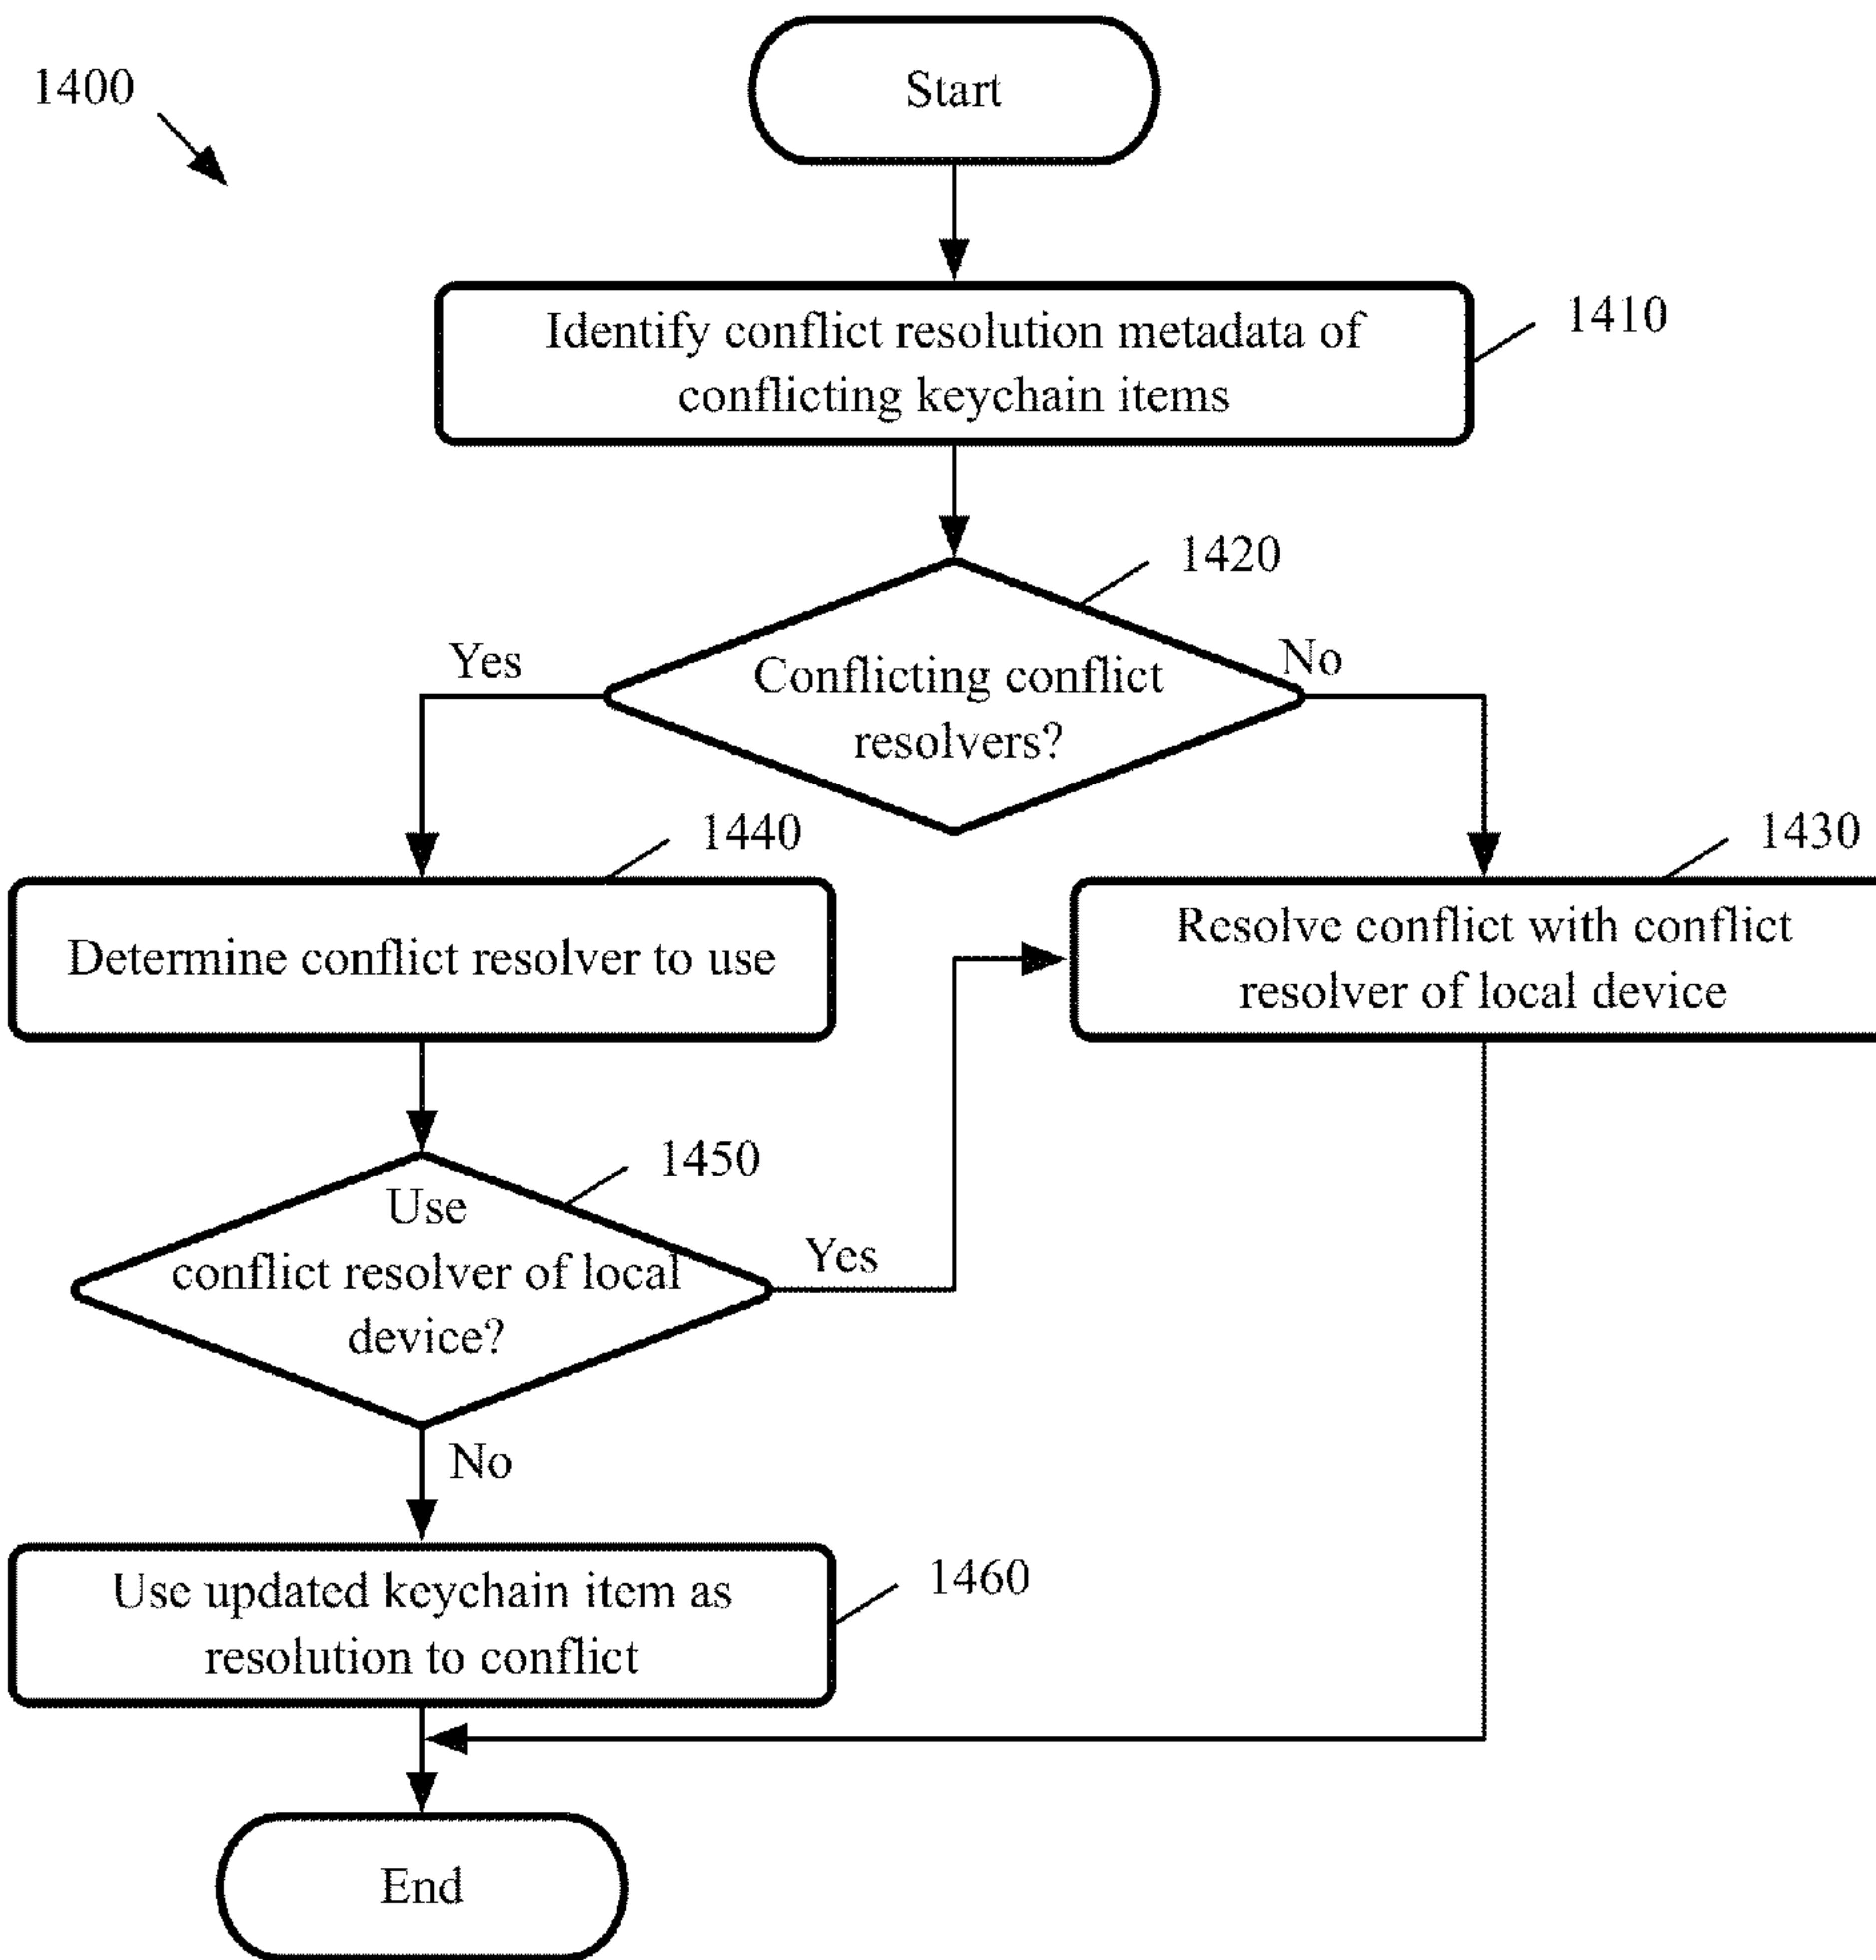 1400
Start
Identify conflict resolution metadata of
conflicting keychain items
1410
1420
Yes
No
Conflicting conflict
resolvers?
1440
1430
Determine conflict resolver to use
Resolve conflict with conflict
resolver of local device
1450
Use
conflict resolver of local
device?
Yes
No
Use updated keychain item as
resolution to conflict
1460
End